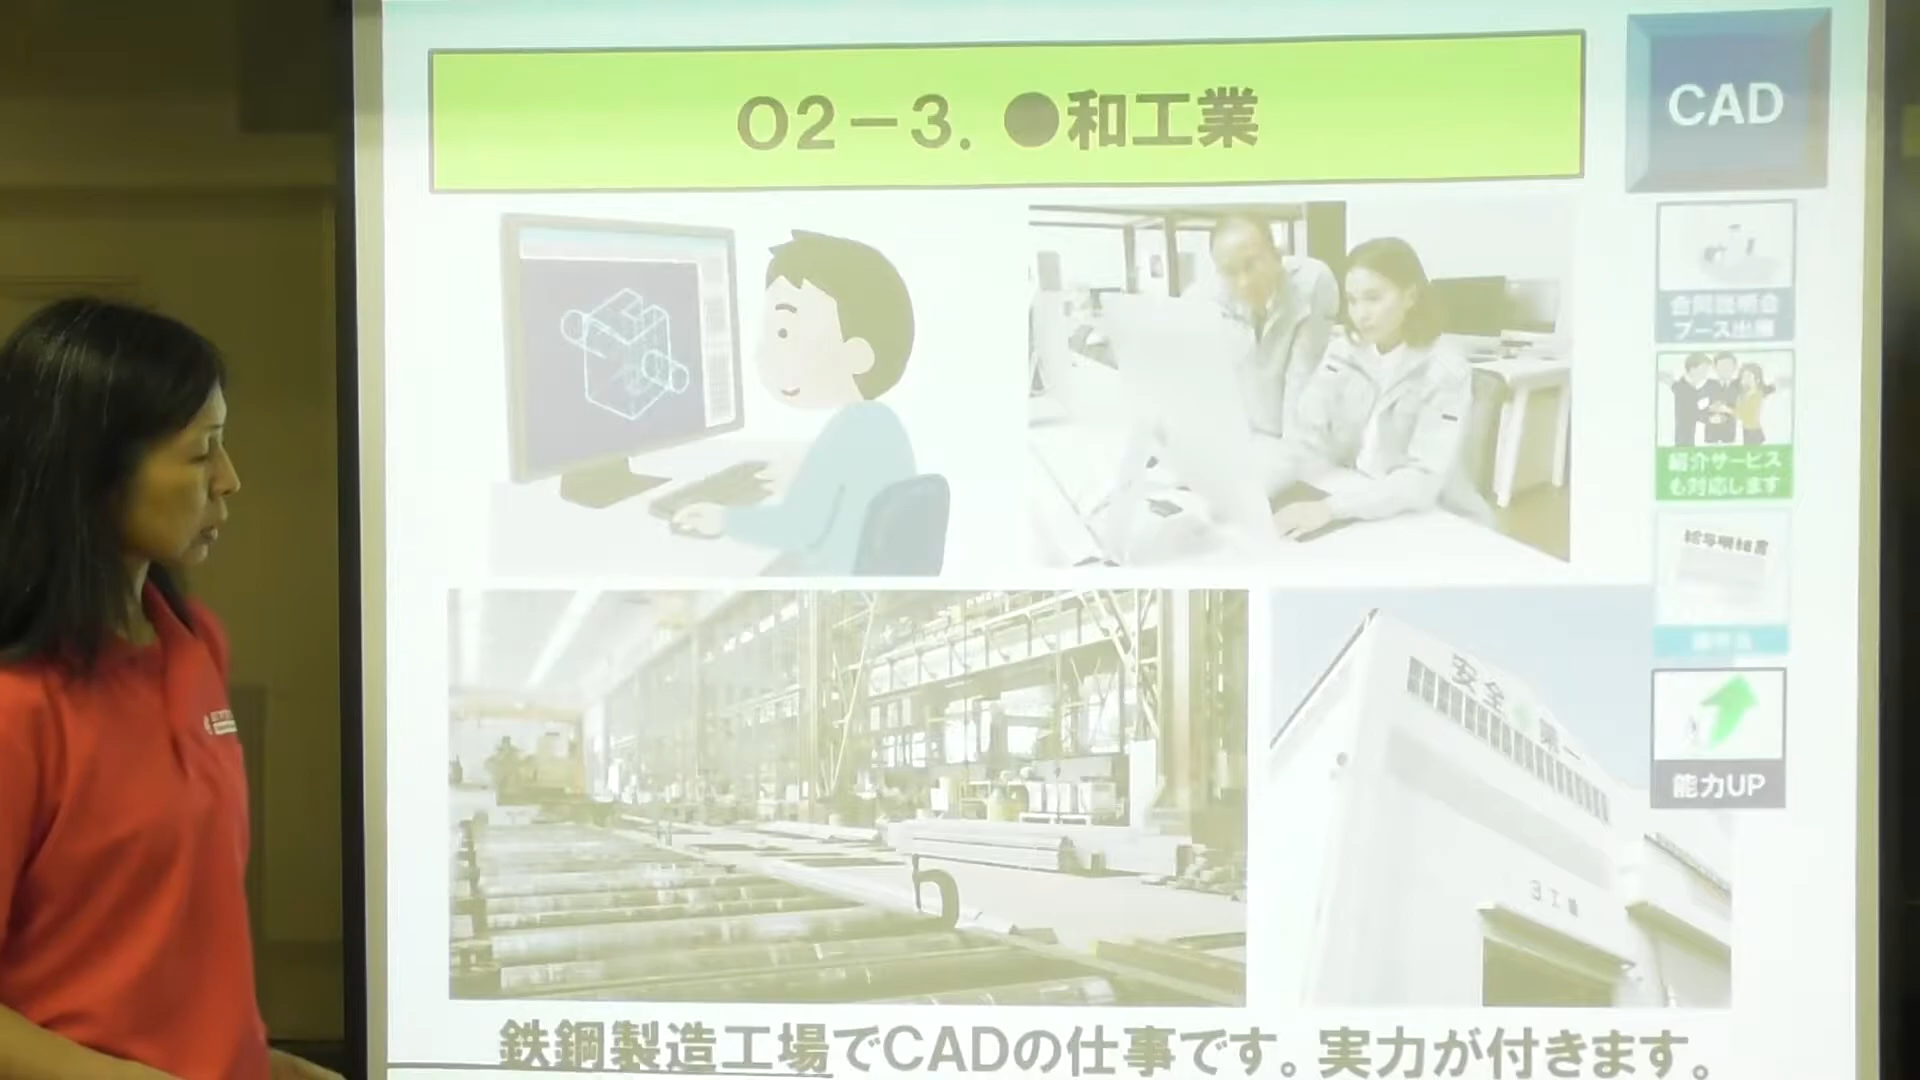 O2－3. ●和工業
CAD
合同説明会
ブース出展
紹介サービス
も対応します
給与明細書
安全＋第一
3工場
能力UP
鉄鋼製造工場でCADの仕事です。実力が付きます。